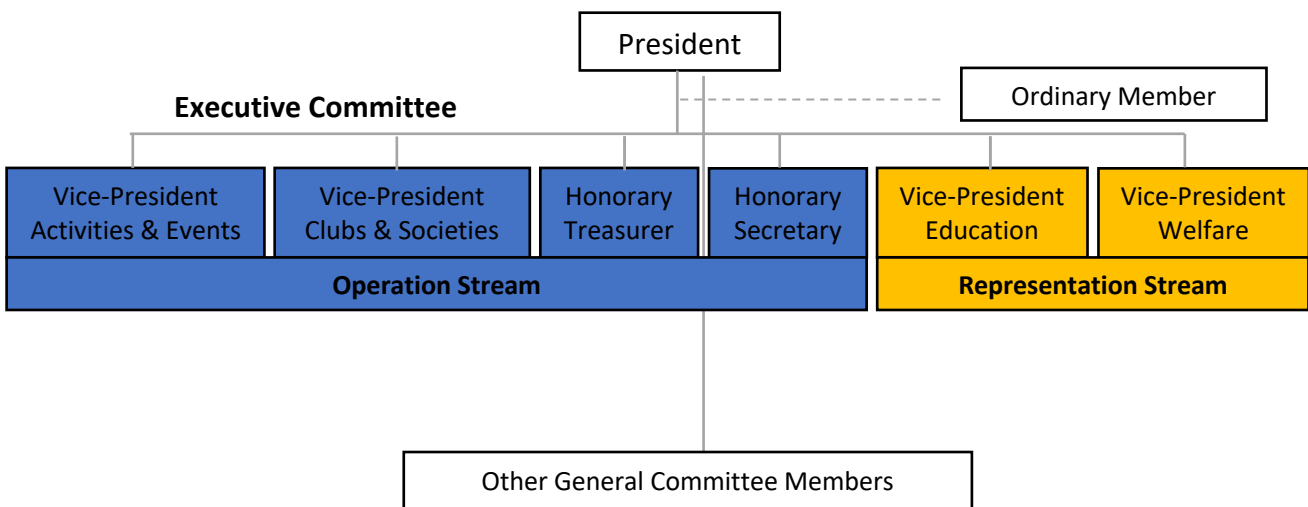 President
Ordinary Member
Executive Committee
Vice-President
Activities & Events
Vice-President
Clubs & Societies
Honorary
Treasurer
Honorary
Secretary
Vice-President
Education
Vice-President
Welfare
Operation Stream
Representation Stream
Other General Committee Members